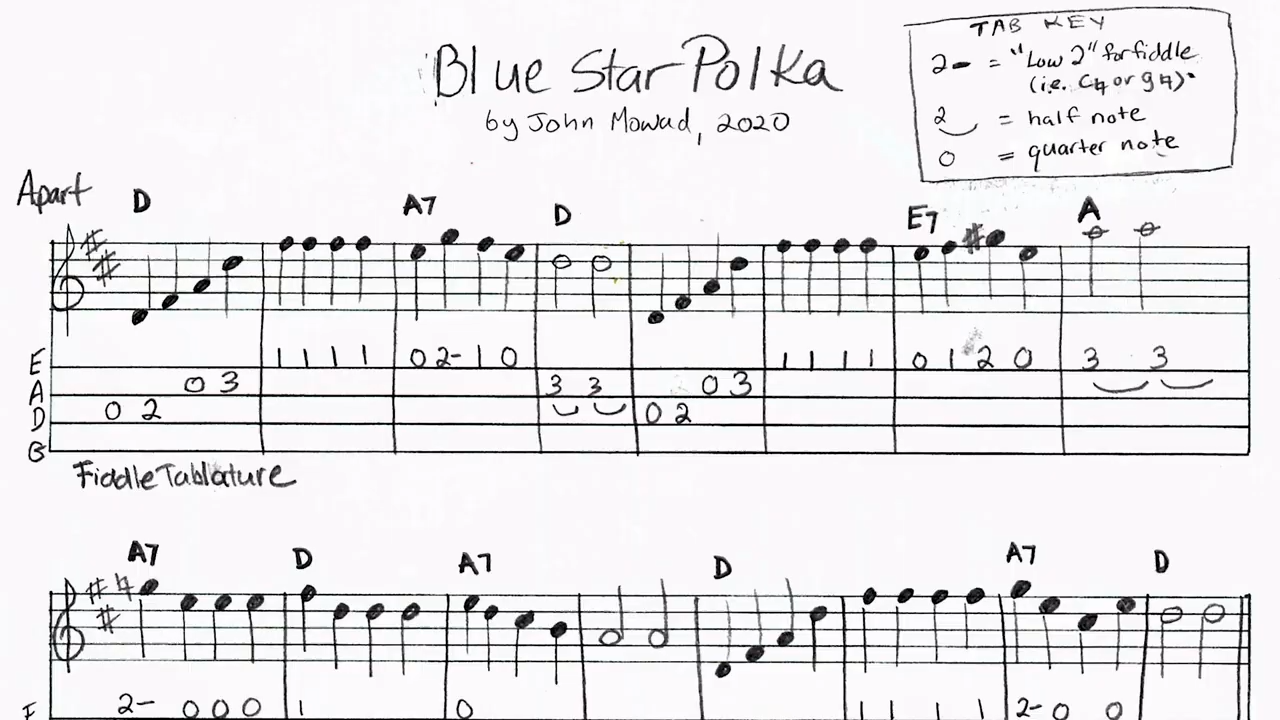 Blue Star Polka
by John Mowad, 2020
TAB KEY
2- = "Low 2" for fiddle
(i.e. C♮ or g♮)
2 = half note
0 = quarter note
Apart
D A7 D E7 A
E 1 1 1 1 0 2- 1 0 1 1 1 1 0 1 2 0 3 3
A 0 3 3 3 0 3
D 0 2 0 2
G
Fiddle Tablature
A7 D A7 D A7 D
E 2- 0 0 0 1 0 1 1 1 1 2- 0 0